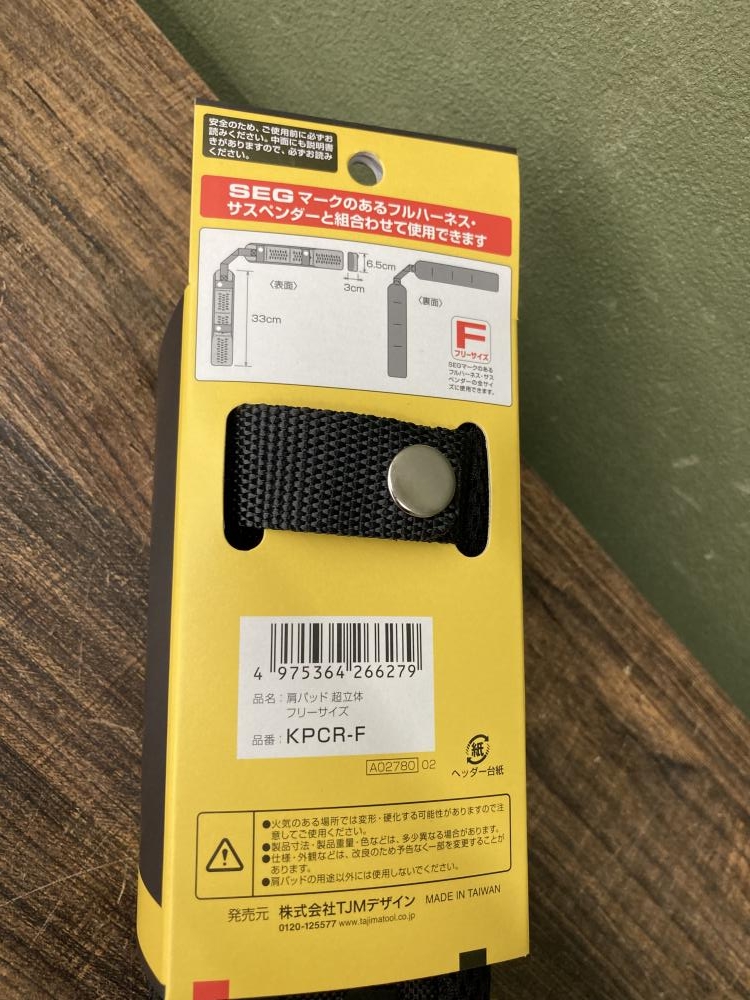 安全のため、ご使用前に必ずお
読みください。中面にも説明書
きがありますので、必ずお読み
ください。
SEG マークのあるフルハーネス・
サスペンダーと組合わせて使用できます
〈表面〉
6.5cm
3cm
33cm
〈裏面〉
F
フリーサイズ
SEGマークのある
フルハーネス・サス
ペンダーの全サイ
ズに使用できます。
4 975364 266279
品名：肩パッド 超立体
フリーサイズ
品番：KPCR-F
A02780 02
紙
ヘッダー台紙
●火気のある場所では変形・硬化する可能性がありますので注
意してご使用ください。
●製品寸法・製品重量・色などは、多少異なる場合があります。
●仕様・外観などは、改良のため予告なく一部を変更することが
あります。
●肩パッドの用途以外には使用しないでください。
発売元 株式会社TJMデザイン MADE IN TAIWAN
0120-125577 www.tajimatool.co.jp